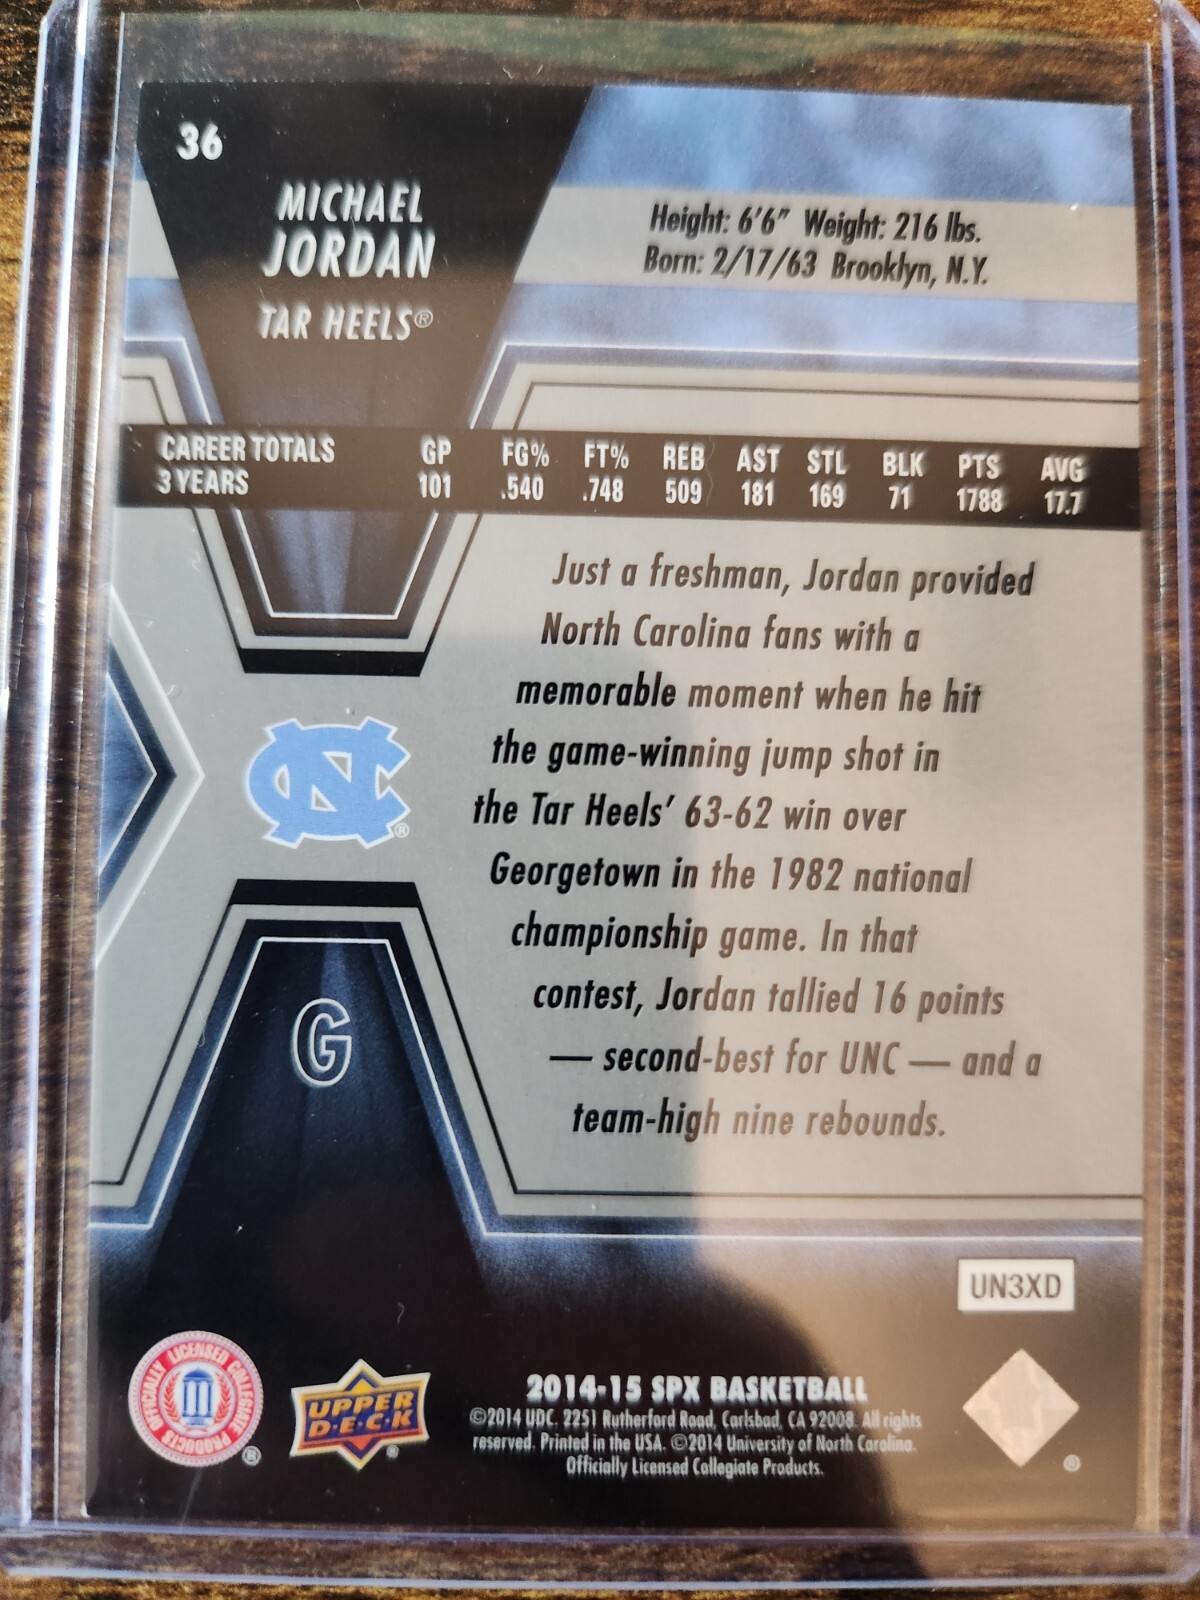 36
MICHAEL
JORDAN
TAR HEELS®
Height: 6'6" Weight: 216 lbs.
Born: 2/17/63 Brooklyn, N.Y.
CAREER TOTALS GP FG% FT% REB AST STL BLK PTS AVG
3 YEARS 101 .540 .748 509 181 169 71 1788 17.7
Just a freshman, Jordan provided
North Carolina fans with a
memorable moment when he hit
the game-winning jump shot in
the Tar Heels' 63-62 win over
Georgetown in the 1982 national
championship game. In that
contest, Jordan tallied 16 points
— second-best for UNC — and a
team-high nine rebounds.
NC®
G
UN3XD
OFFICIALLY LICENSED COLLEGIATE PRODUCTS ®
UPPER
D·E·C·K ®
2014-15 SPX BASKETBALL
©2014 UDC. 2251 Rutherford Road, Carlsbad, CA 92008. All rights
reserved. Printed in the USA. ©2014 University of North Carolina.
Officially Licensed Collegiate Products.
®